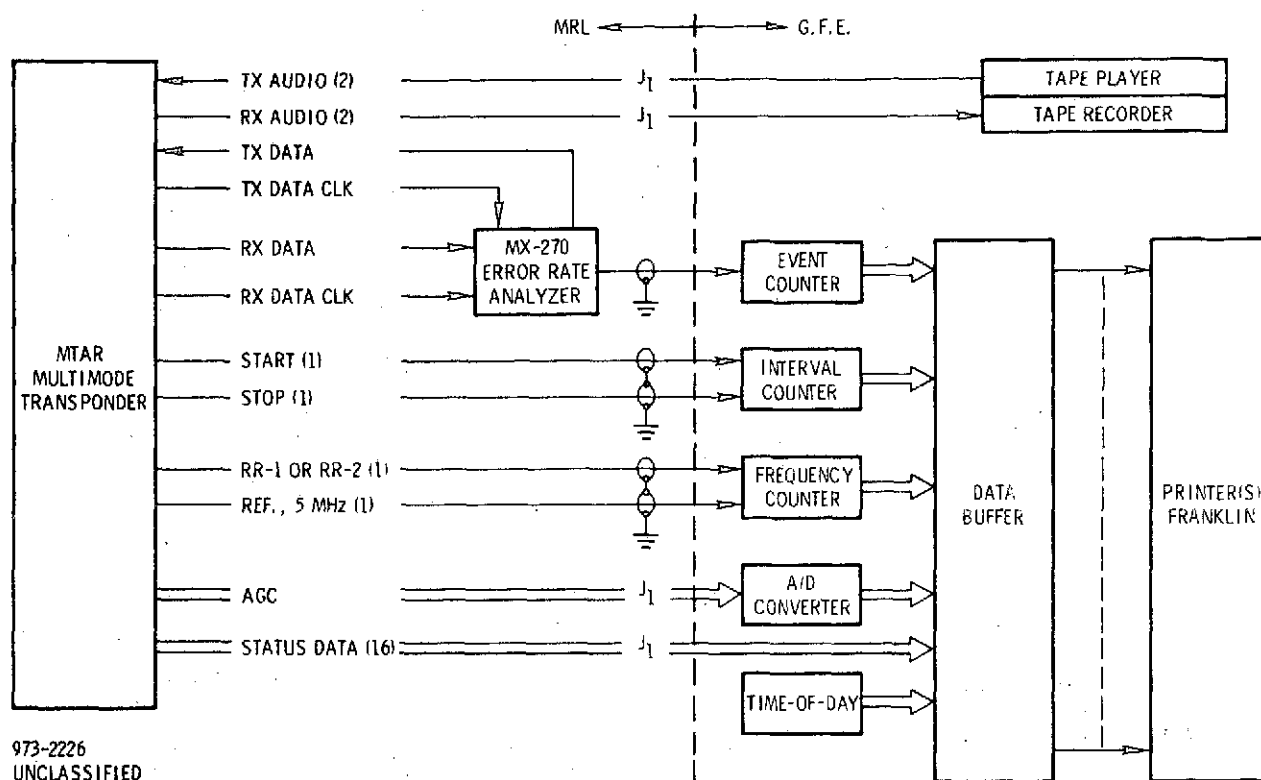 MRL G.F.E.
TX AUDIO (2) J1 TAPE PLAYER
RX AUDIO (2) J1 TAPE RECORDER
TX DATA
TX DATA CLK
RX DATA
RX DATA CLK
MX-270
ERROR RATE
ANALYZER
EVENT
COUNTER
MTAR
MULTIMODE
TRANSPONDER
START (1)
STOP (1)
INTERVAL
COUNTER
RR-1 OR RR-2 (1)
REF., 5 MHz (1)
FREQUENCY
COUNTER
DATA
BUFFER
PRINTER(S)
FRANKLIN
AGC J1
A/D
CONVERTER
STATUS DATA (16) J1
TIME-OF-DAY
973-2226
UNCLASSIFIED